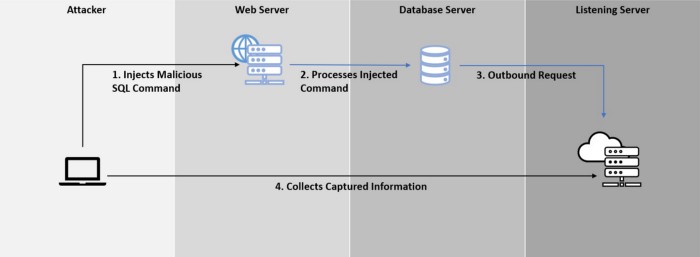 Attacker
Web Server
Database Server
Listening Server
1. Injects Malicious
SQL Command
2. Processes Injected
Command
3. Outbound Request
4. Collects Captured Information